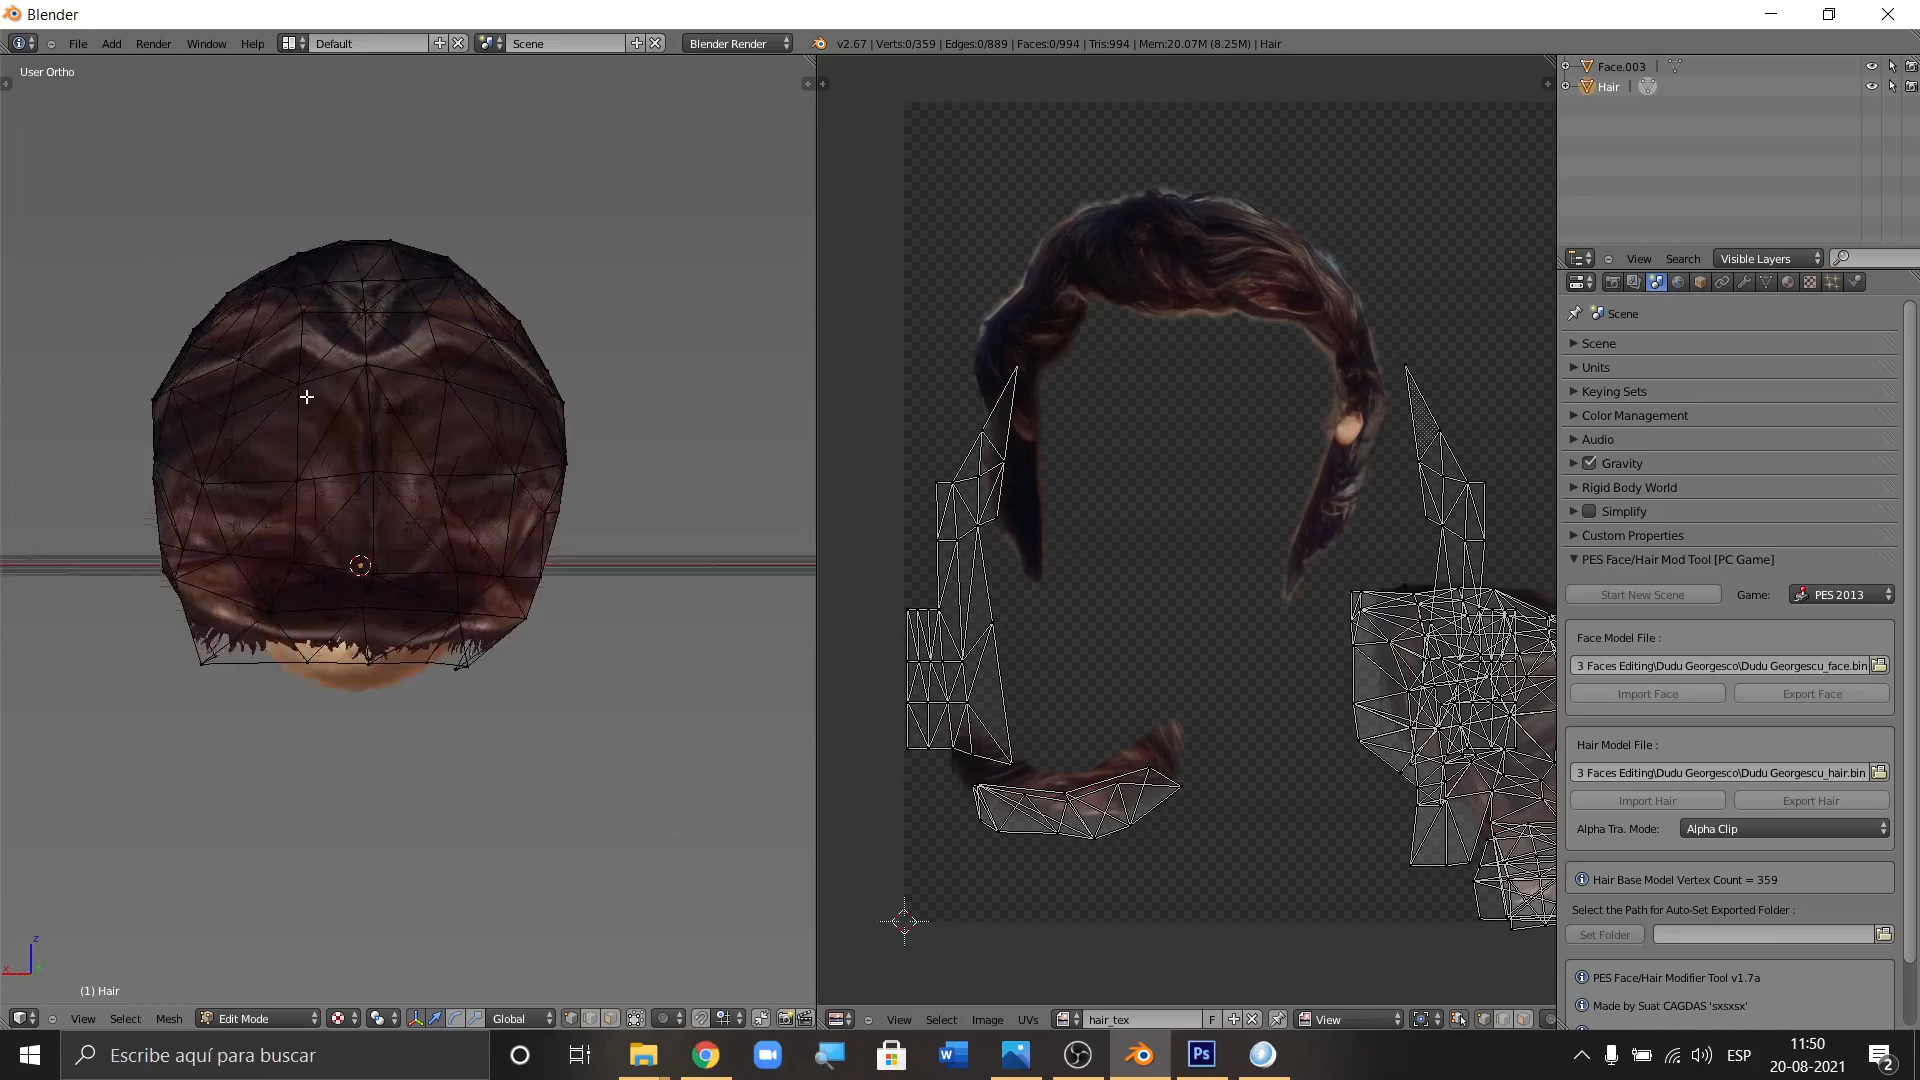 Blender
File Add Render Window Help Default Scene Blender Render v2.67 | Verts:0/359 | Edges:0/889 | Faces:0/994 | Tris:994 | Mem:20.07M (8.25M) | Hair
User Ortho
Face.003
Hair
View Search Visible Layers
Scene
Scene
Units
Keying Sets
Color Management
Audio
Gravity
Rigid Body World
Simplify
Custom Properties
PES Face/Hair Mod Tool [PC Game]
Start New Scene Game: PES 2013
Face Model File :
3 Faces Editing\Dudu Georgesco\Dudu Georgescu_face.bin
Import Face Export Face
Hair Model File :
3 Faces Editing\Dudu Georgesco\Dudu Georgescu_hair.bin
Import Hair Export Hair
Alpha Tra. Mode: Alpha Clip
Hair Base Model Vertex Count = 359
Select the Path for Auto-Set Exported Folder :
Set Folder
PES Face/Hair Modifier Tool v1.7a
Made by Suat CAGDAS 'sxsxsx'
z
x
(1) Hair
View Select Mesh Edit Mode Global
View Select Image UVs hair_tex F View
Escribe aquí para buscar
W
Ps
ESP
11:50
20-08-2021
2